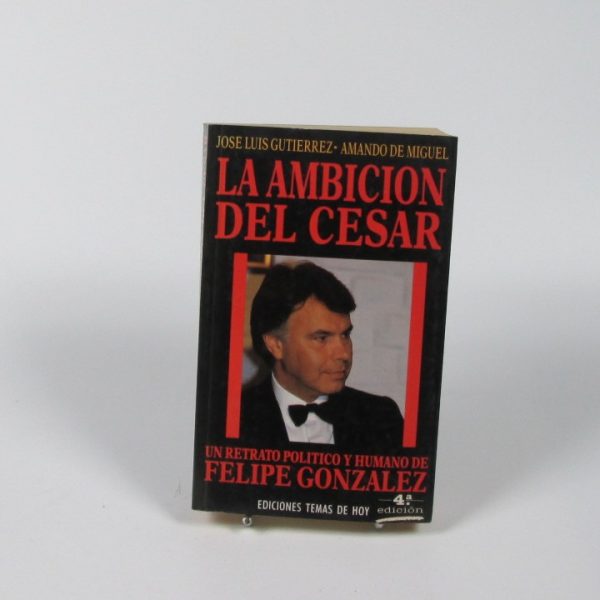 JOSE LUIS GUTIERREZ • AMANDO DE MIGUEL
LA AMBICION
DEL CESAR
UN RETRATO POLITICO Y HUMANO DE
FELIPE GONZALEZ
EDICIONES TEMAS DE HOY
4.ª
edición